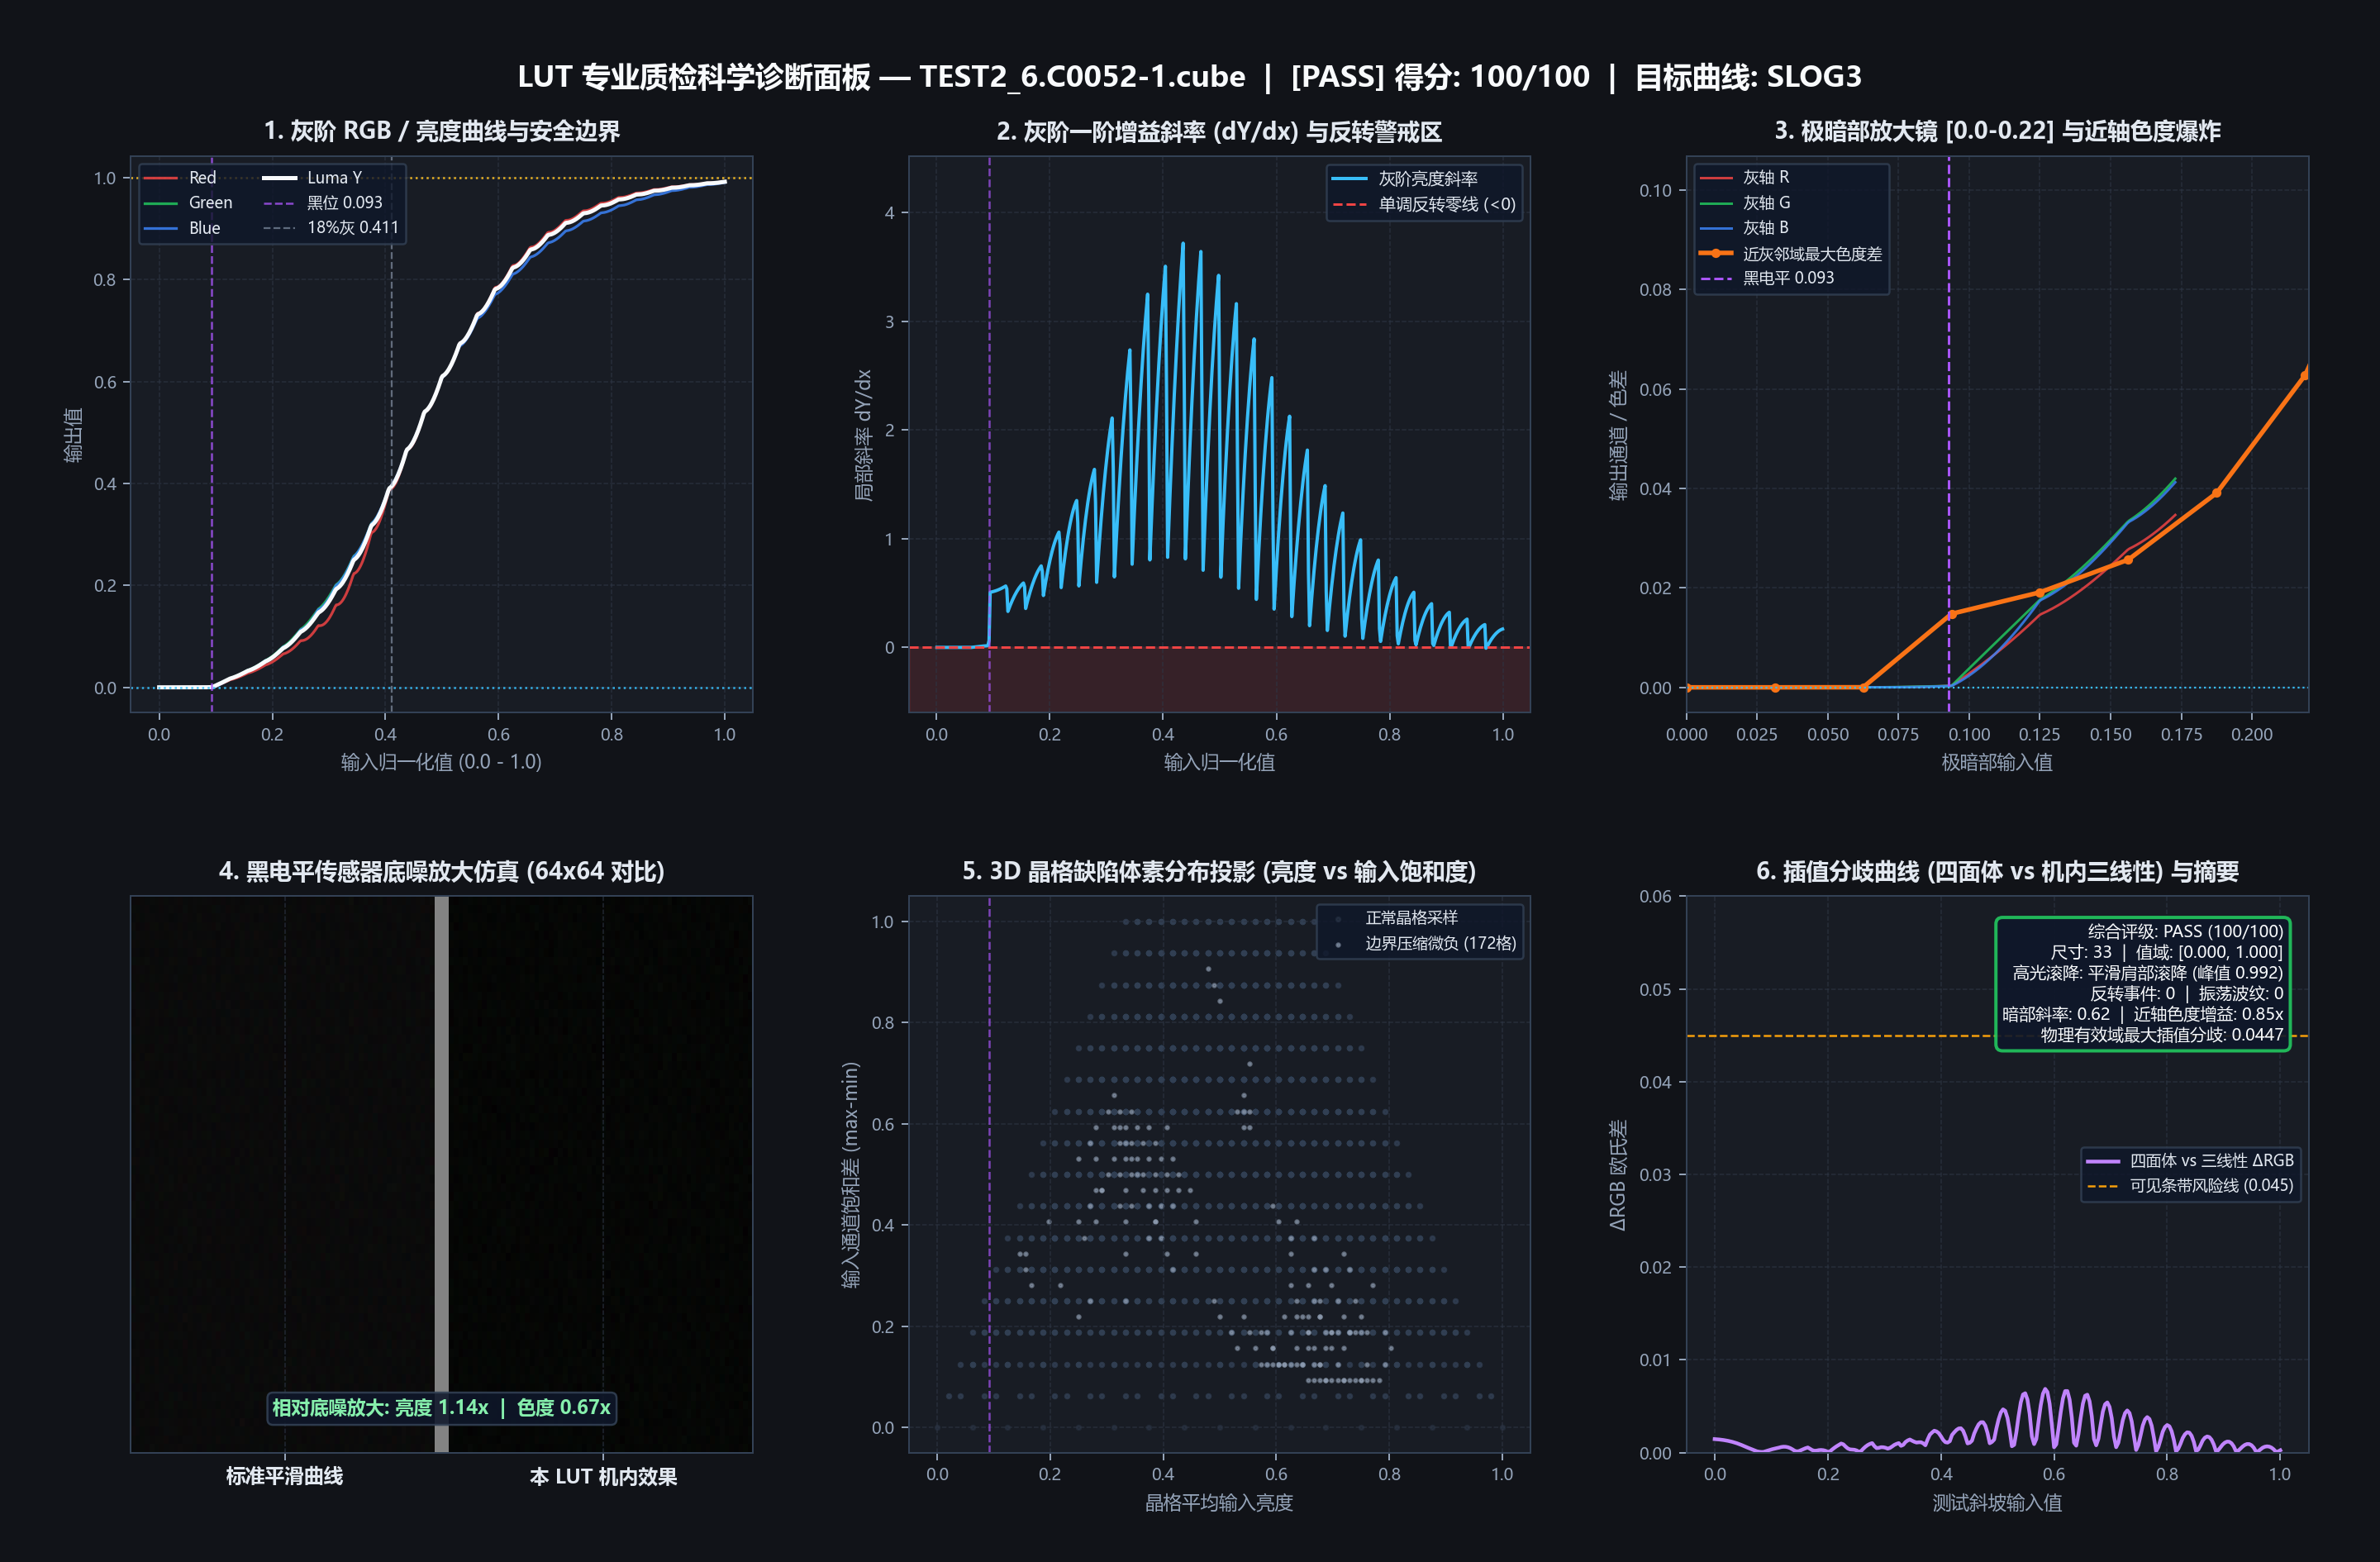 LUT 专业质检科学诊断面板 — TEST2_6.C0052-1.cube | [PASS] 得分: 100/100 | 目标曲线: SLOG3
1. 灰阶 RGB / 亮度曲线与安全边界
Red
Green
Blue
Luma Y
黑位 0.093
18%灰 0.411
输出值
1.0
0.8
0.6
0.4
0.2
0.0
0.0 0.2 0.4 0.6 0.8 1.0
输入归一化值 (0.0 - 1.0)
2. 灰阶一阶增益斜率 (dY/dx) 与反转警戒区
灰阶亮度斜率
单调反转零线 (<0)
局部斜率 dY/dx
4
3
2
1
0
0.0 0.2 0.4 0.6 0.8 1.0
输入归一化值
3. 极暗部放大镜 [0.0-0.22] 与近轴色度爆炸
灰轴 R
灰轴 G
灰轴 B
近灰邻域最大色度差
黑电平 0.093
输出通道 / 色差
0.10
0.08
0.06
0.04
0.02
0.00
0.000 0.025 0.050 0.075 0.100 0.125 0.150 0.175 0.200
极暗部输入值
4. 黑电平传感器底噪放大仿真 (64x64 对比)
相对底噪放大: 亮度 1.14x | 色度 0.67x
标准平滑曲线
本 LUT 机内效果
5. 3D 晶格缺陷体素分布投影 (亮度 vs 输入饱和度)
正常晶格采样
边界压缩微负 (172格)
输入通道饱和差 (max-min)
1.0
0.8
0.6
0.4
0.2
0.0
0.0 0.2 0.4 0.6 0.8 1.0
晶格平均输入亮度
6. 插值分歧曲线 (四面体 vs 机内三线性) 与摘要
综合评级: PASS (100/100)
尺寸: 33 | 值域: [0.000, 1.000]
高光滚降: 平滑肩部滚降 (峰值 0.992)
反转事件: 0 | 振荡波纹: 0
暗部斜率: 0.62 | 近轴色度增益: 0.85x
物理有效域最大插值分歧: 0.0447
四面体 vs 三线性 ΔRGB
可见条带风险线 (0.045)
ΔRGB 欧氏差
0.06
0.05
0.04
0.03
0.02
0.01
0.00
0.0 0.2 0.4 0.6 0.8 1.0
测试斜坡输入值